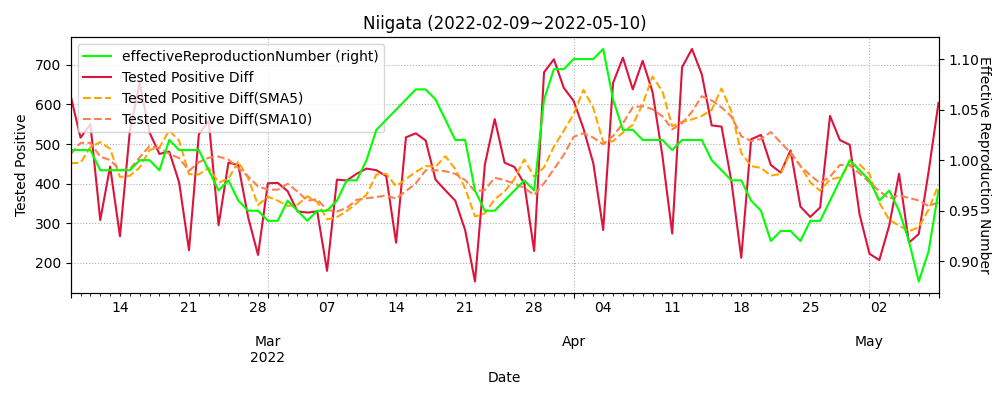 Niigata (2022-02-09~2022-05-10)
effectiveReproductionNumber (right)
Tested Positive Diff
Tested Positive Diff(SMA5)
Tested Positive Diff(SMA10)
Tested Positive
700
600
500
400
300
200
1.10
1.05
1.00
0.95
0.90
Effective Reproduction Number
14 21 28 07 14 21 28 04 11 18 25 02
Mar Apr May
2022
Date